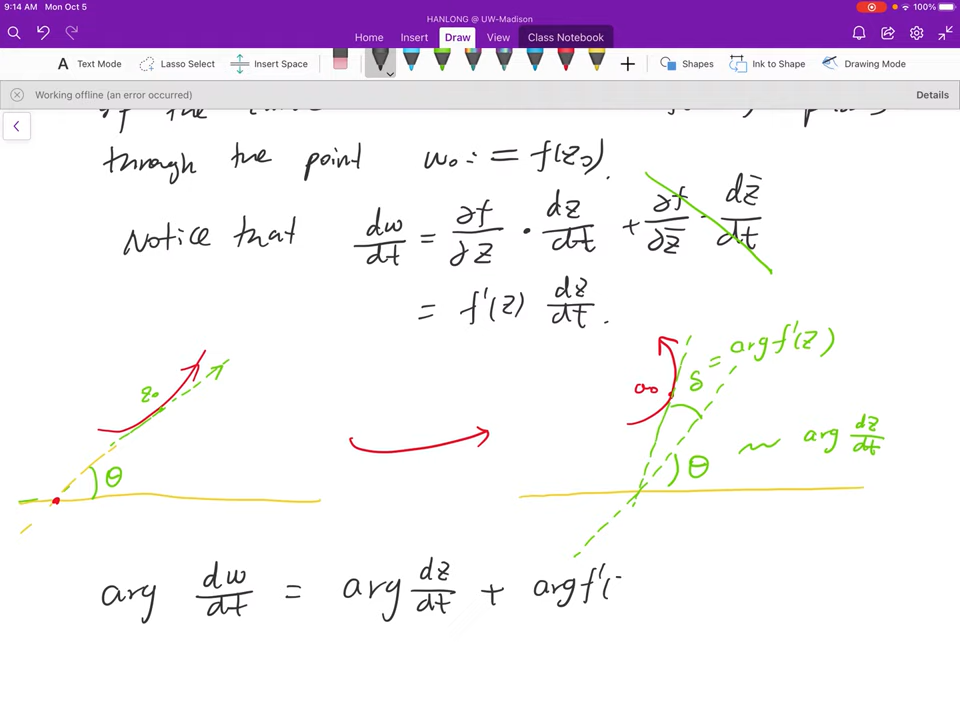 9:14 AM Mon Oct 5
100%
HANLONG @ UW-Madison
Home Insert Draw View Class Notebook
A Text Mode Lasso Select Insert Space Shapes Ink to Shape Drawing Mode
Working offline (an error occurred) Details
of the
through the point w₀ := f(z₀).
Notice that dw/dt = ∂f/∂z · dz/dt + ∂f/∂z̄ · dz̄/dt
= f'(z) dz/dt.
z₀
θ
ω₀
δ = arg f'(z)
θ ~ arg dz/dt
arg dw/dt = arg dz/dt + arg f'(